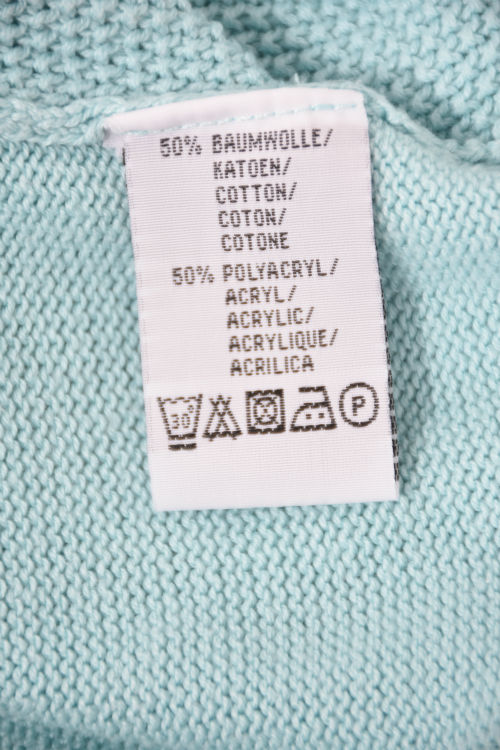 50% BAUMWOLLE/
KATOEN/
COTTON/
COTON/
COTONE
50% POLYACRYL/
ACRYL/
ACRYLIC/
ACRYLIQUE/
ACRILICA
30° P